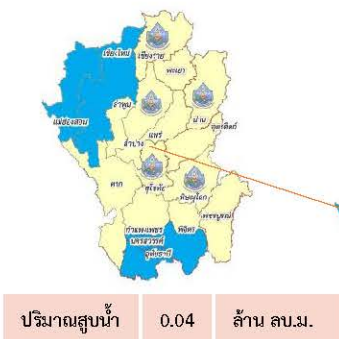 เชียงใหม่ เชียงราย
พะเยา
แม่ฮ่องสอน ลำพูน น่าน
อุตรดิตถ์
ลำปาง แพร่
ตาก สุโขทัย พิษณุโลก
เพชรบูรณ์
กำแพงเพชร พิจิตร
นครสวรรค์
อุทัยธานี
ปริมาณสูบน้ำ 0.04 ล้าน ลบ.ม.